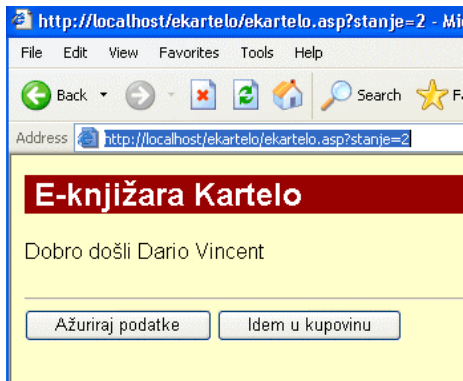 http://localhost/ekartelo/ekartelo.asp?stanje=2 - Mi
File Edit View Favorites Tools Help
Back Search F
Address http://localhost/ekartelo/ekartelo.asp?stanje=2
E-knjižara Kartelo
Dobro došli Dario Vincent
Ažuriraj podatke Idem u kupovinu